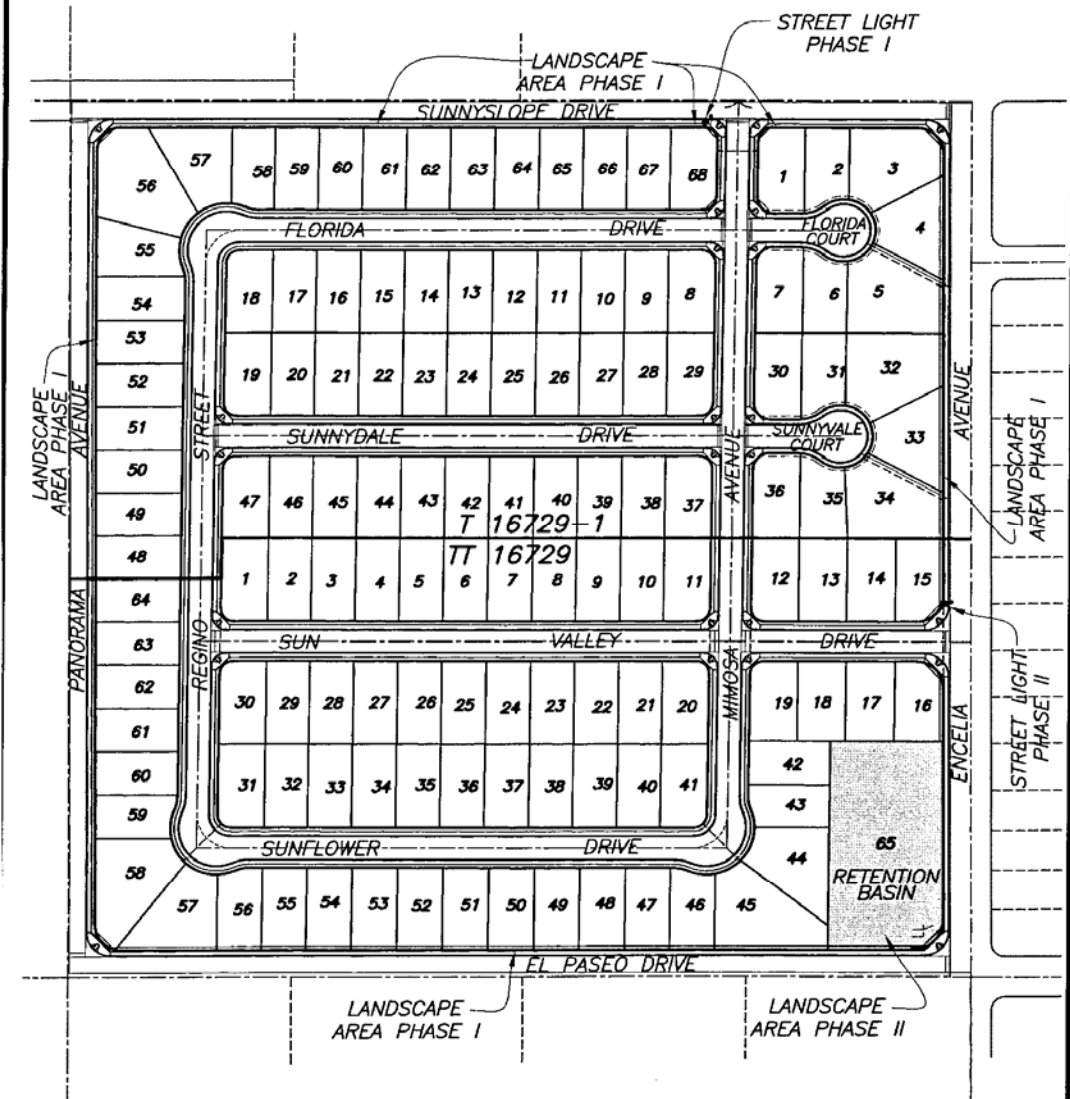 STREET LIGHT
PHASE I
LANDSCAPE
AREA PHASE I
SUNNYSLOPE DRIVE
57 58 59 60 61 62 63 64 65 66 67 68 1 2 3
56
4
FLORIDA DRIVE
FLORIDA
COURT
55
54 18 17 16 15 14 13 12 11 10 9 8 7 6 5
53
52 19 20 21 22 23 24 25 26 27 28 29 30 31 32
LANDSCAPE
AREA PHASE I
PANORAMA AVENUE
REGINO STREET
MIMOSA AVENUE
ENCELIA AVENUE
LANDSCAPE
AREA PHASE I
51
SUNNYDALE DRIVE
SUNNYVALE
COURT
33
50
49 47 46 45 44 43 42 41 40 39 38 37 36 35 34
T 16729-1
TT 16729
48
64 1 2 3 4 5 6 7 8 9 10 11 12 13 14 15
63
SUN VALLEY DRIVE
STREET LIGHT
PHASE II
62 30 29 28 27 26 25 24 23 22 21 20 19 18 17 16
61
60 31 32 33 34 35 36 37 38 39 40 41 42
59
43
SUNFLOWER DRIVE
44
65
RETENTION
BASIN
58
57 56 55 54 53 52 51 50 49 48 47 46 45
EL PASEO DRIVE
LANDSCAPE
AREA PHASE I
LANDSCAPE
AREA PHASE II